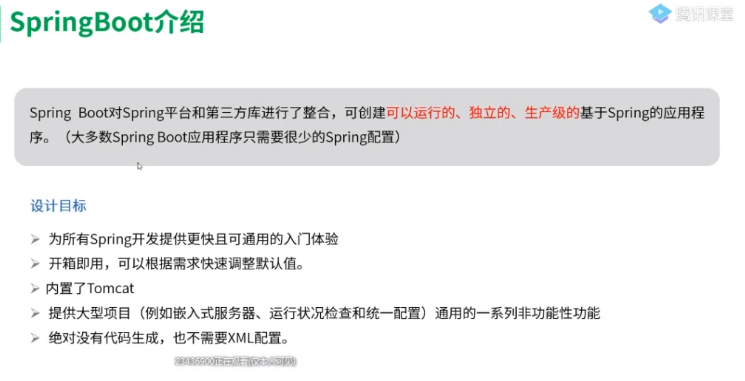 SpringBoot介绍
腾讯课堂
Spring Boot对Spring平台和第三方库进行了整合，可创建可以运行的、独立的、生产级的基于Spring的应用程
序。（大多数Spring Boot应用程序只需要很少的Spring配置）
设计目标
➢ 为所有Spring开发提供更快且可通用的入门体验
➢ 开箱即用，可以根据需求快速调整默认值。
➢ 内置了Tomcat
➢ 提供大型项目（例如嵌入式服务器、运行状况检查和统一配置）通用的一系列非功能性功能
➢ 绝对没有代码生成，也不需要XML配置。